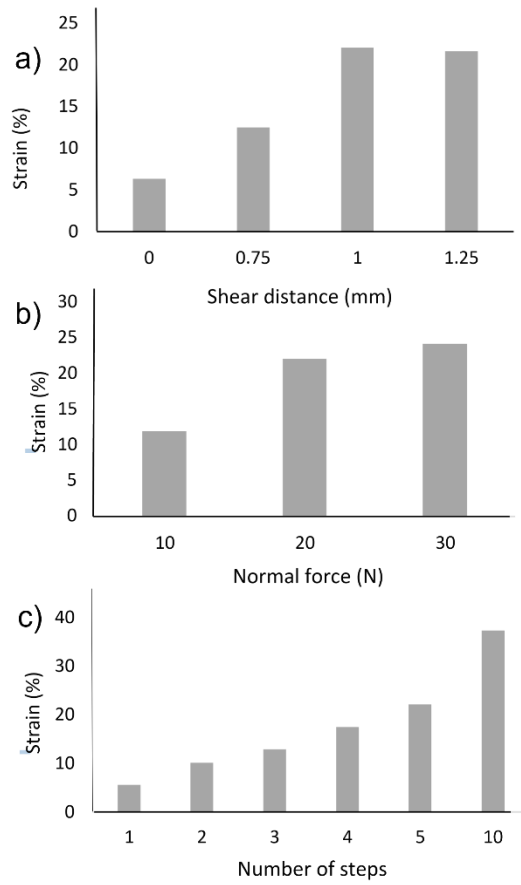 a)
Strain (%)
25
20
15
10
5
0
0 0.75 1 1.25
Shear distance (mm)
b)
Strain (%)
30
25
20
15
10
5
0
10 20 30
Normal force (N)
c)
Strain (%)
40
30
20
10
0
1 2 3 4 5 10
Number of steps